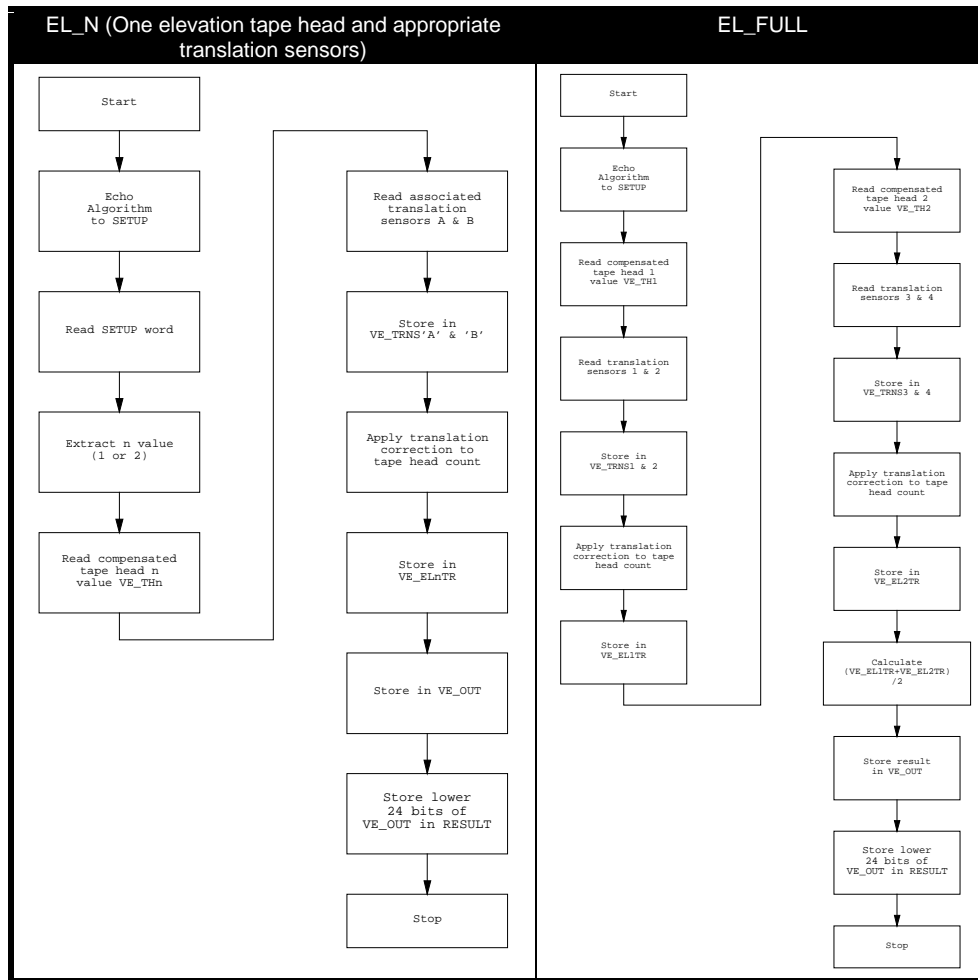 EL_N (One elevation tape head and appropriate
translation sensors)
Start
Echo
Algorithm
to SETUP
Read SETUP word
Extract n value
(1 or 2)
Read compensated
tape head n
value VE_THn
Read associated
translation
sensors A & B
Store in
VE_TRNS'A' & 'B'
Apply translation
correction to
tape head count
Store in
VE_ELnTR
Store in VE_OUT
Store lower
24 bits of
VE_OUT in RESULT
Stop
EL_FULL
Start
Echo
Algorithm
to SETUP
Read compensated
tape head 1
value VE_TH1
Read translation
sensors 1 & 2
Store in
VE_TRNS1 & 2
Apply translation
correction to tape
head count
Store in
VE_EL1TR
Read compensated
tape head 2
value VE_TH2
Read translation
sensors 3 & 4
Store in
VE_TRNS3 & 4
Apply translation
correction to tape
head count
Store in
VE_EL2TR
Calculate
(VE_EL1TR+VE_EL2TR)
/2
Store result
in VE_OUT
Store lower
24 bits of
VE_OUT in RESULT
Stop